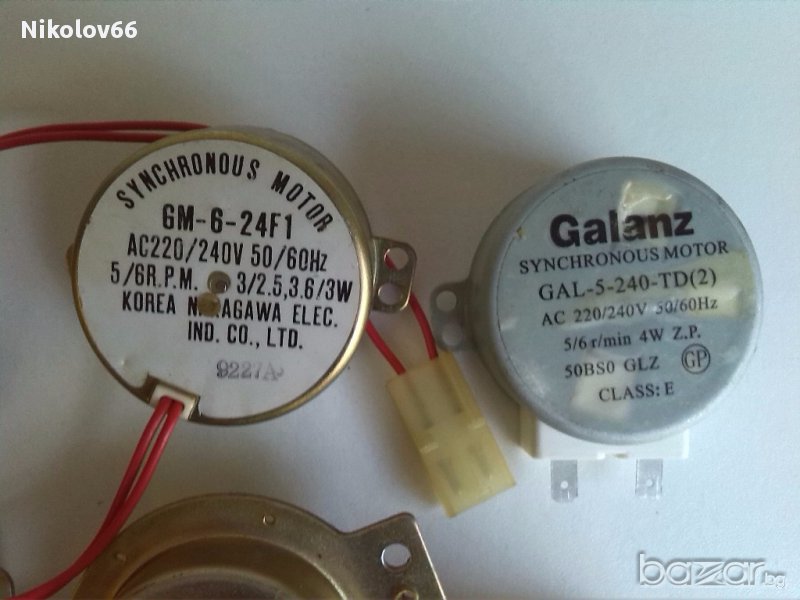 Nikolov66
SYNCHRONOUS MOTOR
GM-6-24F1
AC220/240V 50/60Hz
5/6R.P.M. 3/2.5,3.6/3W
KOREA NARAGAWA ELEC.
IND. CO., LTD.
9227A
Galanz
SYNCHRONOUS MOTOR
GAL-5-240-TD(2)
AC 220/240V 50/60Hz
5/6 r/min 4W Z.P.
50BS0 GLZ GP
CLASS: E
bazar.bg